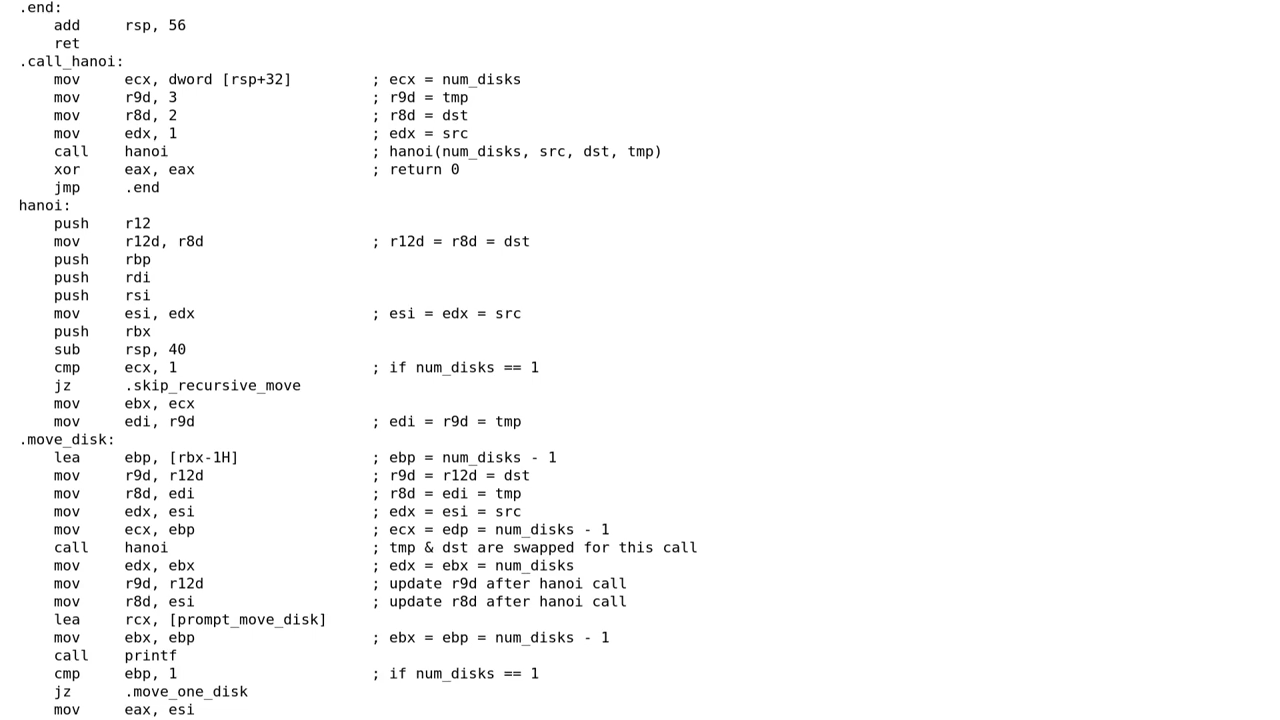 .end:
    add     rsp, 56
    ret
.call_hanoi:
    mov     ecx, dword [rsp+32]         ; ecx = num_disks
    mov     r9d, 3                      ; r9d = tmp
    mov     r8d, 2                      ; r8d = dst
    mov     edx, 1                      ; edx = src
    call    hanoi                       ; hanoi(num_disks, src, dst, tmp)
    xor     eax, eax                    ; return 0
    jmp     .end
hanoi:
    push    r12
    mov     r12d, r8d                   ; r12d = r8d = dst
    push    rbp
    push    rdi
    push    rsi
    mov     esi, edx                    ; esi = edx = src
    push    rbx
    sub     rsp, 40
    cmp     ecx, 1                      ; if num_disks == 1
    jz      .skip_recursive_move
    mov     ebx, ecx
    mov     edi, r9d                    ; edi = r9d = tmp
.move_disk:
    lea     ebp, [rbx-1H]               ; ebp = num_disks - 1
    mov     r9d, r12d                   ; r9d = r12d = dst
    mov     r8d, edi                    ; r8d = edi = tmp
    mov     edx, esi                    ; edx = esi = src
    mov     ecx, ebp                    ; ecx = edp = num_disks - 1
    call    hanoi                       ; tmp & dst are swapped for this call
    mov     edx, ebx                    ; edx = ebx = num_disks
    mov     r9d, r12d                   ; update r9d after hanoi call
    mov     r8d, esi                    ; update r8d after hanoi call
    lea     rcx, [prompt_move_disk]
    mov     ebx, ebp                    ; ebx = ebp = num_disks - 1
    call    printf
    cmp     ebp, 1                      ; if num_disks == 1
    jz      .move_one_disk
    mov     eax, esi